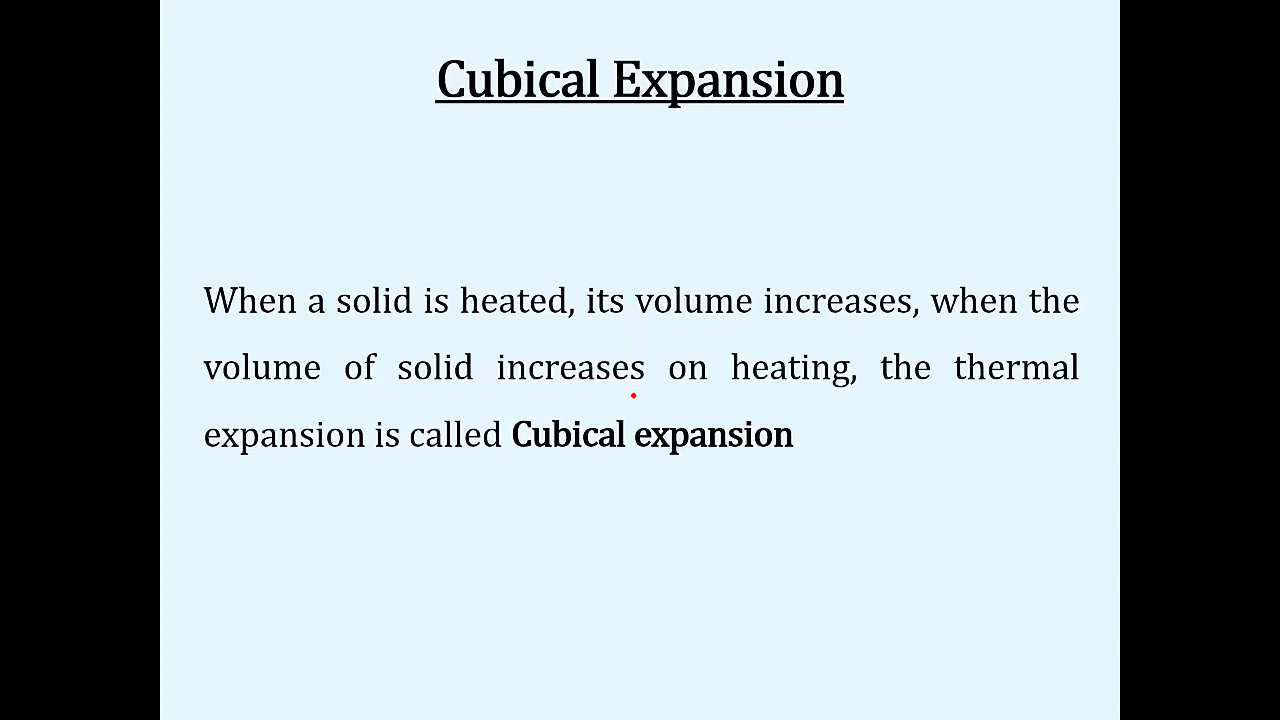 Cubical Expansion
When a solid is heated, its volume increases, when the
volume of solid increases on heating, the thermal
expansion is called Cubical expansion